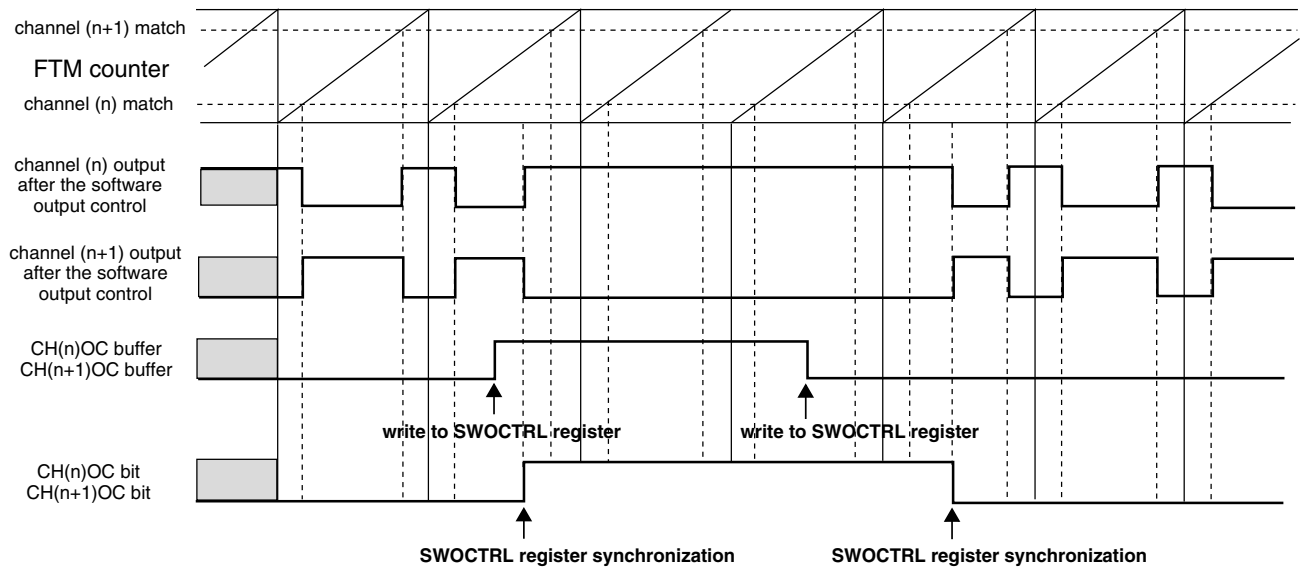 channel (n+1) match
FTM counter
channel (n) match
channel (n) output
after the software
output control
channel (n+1) output
after the software
output control
CH(n)OC buffer
CH(n+1)OC buffer
write to SWOCTRL register
write to SWOCTRL register
CH(n)OC bit
CH(n+1)OC bit
SWOCTRL register synchronization
SWOCTRL register synchronization